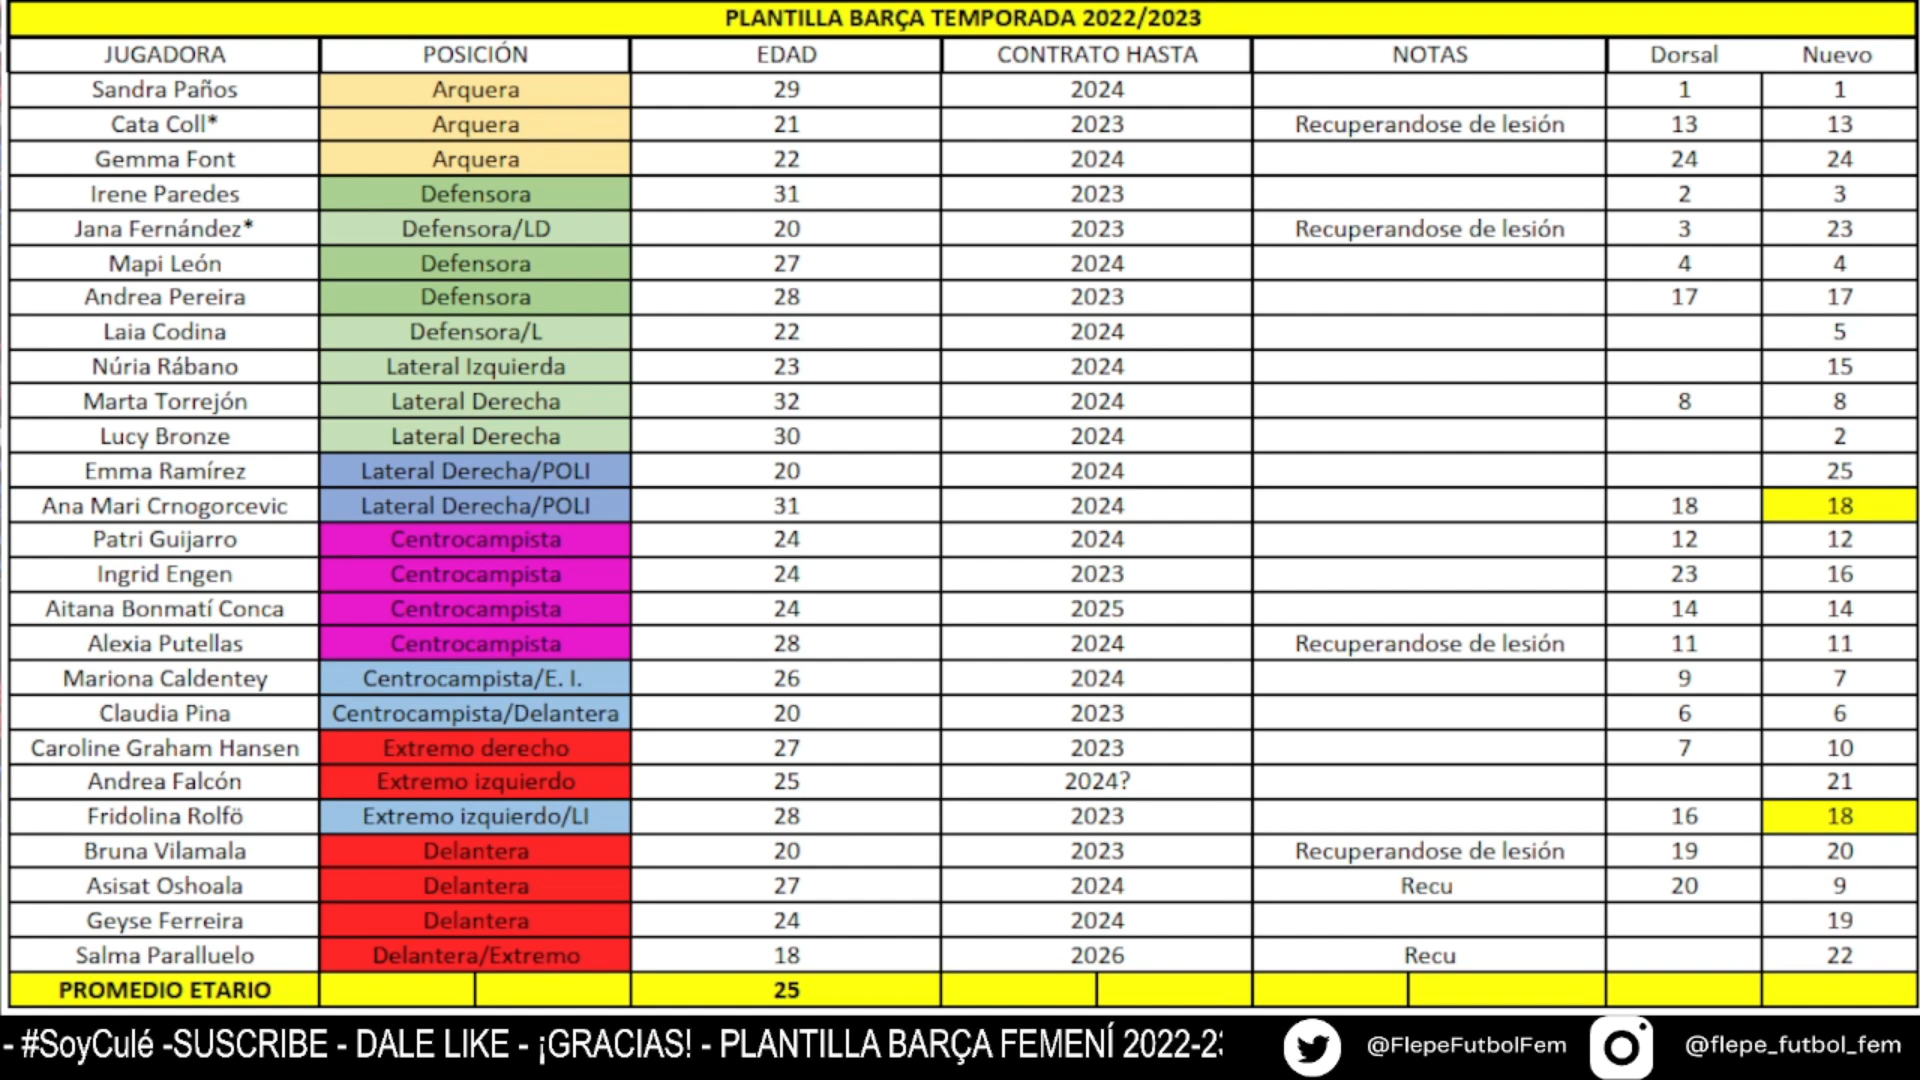 PLANTILLA BARÇA TEMPORADA 2022/2023
JUGADORA POSICIÓN EDAD CONTRATO HASTA NOTAS Dorsal Nuevo
Sandra Paños Arquera 29 2024 1 1
Cata Coll* Arquera 21 2023 Recuperandose de lesión 13 13
Gemma Font Arquera 22 2024 24 24
Irene Paredes Defensora 31 2023 2 3
Jana Fernández* Defensora/LD 20 2023 Recuperandose de lesión 3 23
Mapi León Defensora 27 2024 4 4
Andrea Pereira Defensora 28 2023 17 17
Laia Codina Defensora/L 22 2024 5
Núria Rábano Lateral Izquierda 23 2024 15
Marta Torrejón Lateral Derecha 32 2024 8 8
Lucy Bronze Lateral Derecha 30 2024 2
Emma Ramírez Lateral Derecha/POLI 20 2024 25
Ana Mari Crnogorcevic Lateral Derecha/POLI 31 2024 18 18
Patri Guijarro Centrocampista 24 2024 12 12
Ingrid Engen Centrocampista 24 2023 23 16
Aitana Bonmatí Conca Centrocampista 24 2025 14 14
Alexia Putellas Centrocampista 28 2024 Recuperandose de lesión 11 11
Mariona Caldentey Centrocampista/E. I. 26 2024 9 7
Claudia Pina Centrocampista/Delantera 20 2023 6 6
Caroline Graham Hansen Extremo derecho 27 2023 7 10
Andrea Falcón Extremo izquierdo 25 2024? 21
Fridolina Rolfö Extremo izquierdo/LI 28 2023 16 18
Bruna Vilamala Delantera 20 2023 Recuperandose de lesión 19 20
Asisat Oshoala Delantera 27 2024 Recu 20 9
Geyse Ferreira Delantera 24 2024 19
Salma Paralluelo Delantera/Extremo 18 2026 Recu 22
PROMEDIO ETARIO 25
- #SoyCulé -SUSCRIBE - DALE LIKE - ¡GRACIAS! - PLANTILLA BARÇA FEMENÍ 2022-23 @FlepeFutbolFem @flepe_futbol_fem